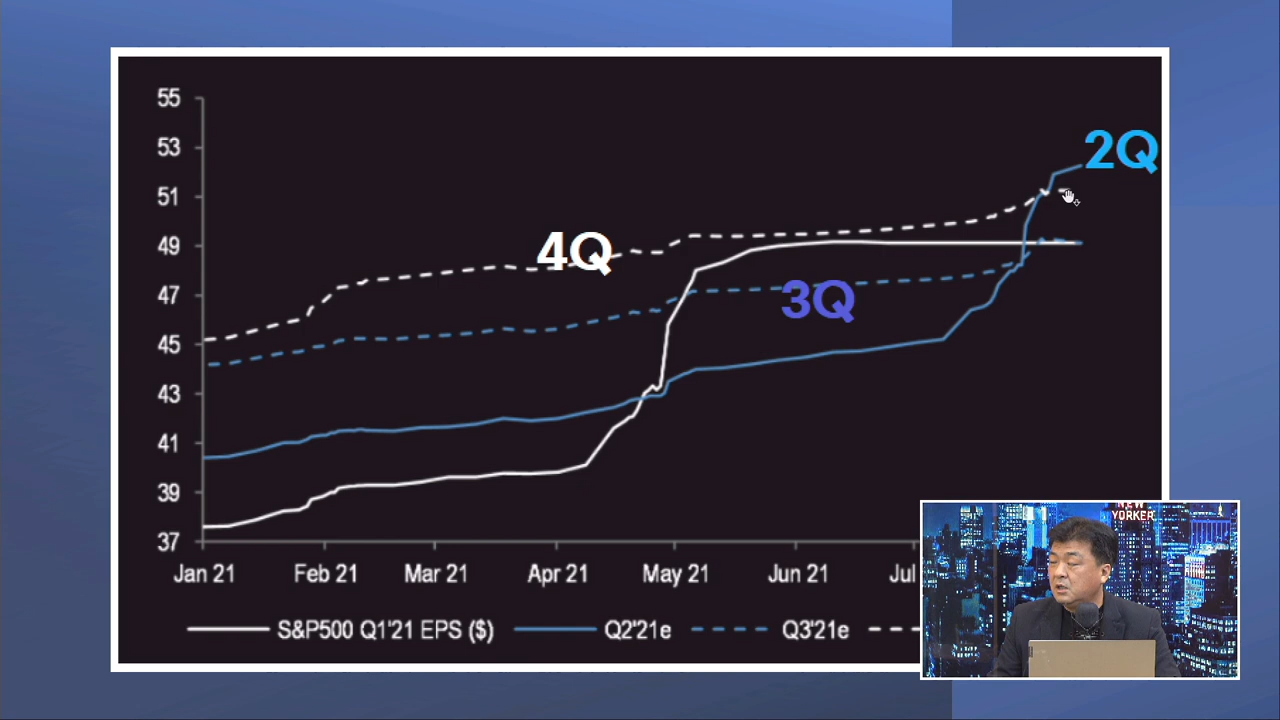 55
53
51
49
47
45
43
41
39
37
2Q
4Q
3Q
Jan 21
Feb 21
Mar 21
Apr 21
May 21
Jun 21
Jul
S&P500 Q1'21 EPS ($)
Q2'21e
Q3'21e
NEW
YORKER